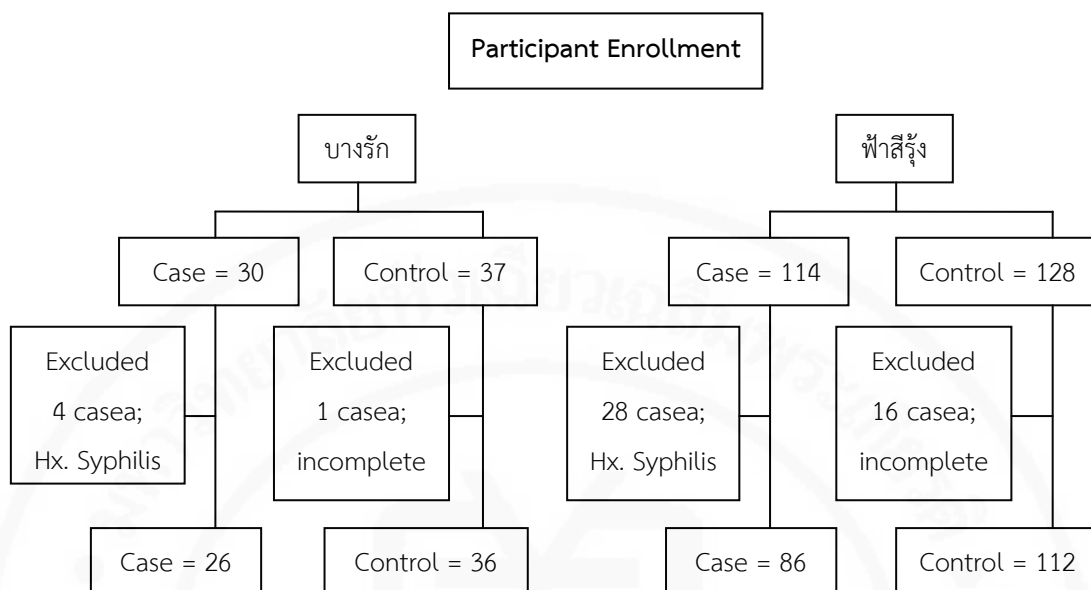 Participant Enrollment
บางรัก
ฟ้าสีรุ้ง
Case = 30
Control = 37
Case = 114
Control = 128
Excluded
4 casea;
Hx. Syphilis
Excluded
1 casea;
incomplete
Excluded
28 casea;
Hx. Syphilis
Excluded
16 casea;
incomplete
Case = 26
Control = 36
Case = 86
Control = 112